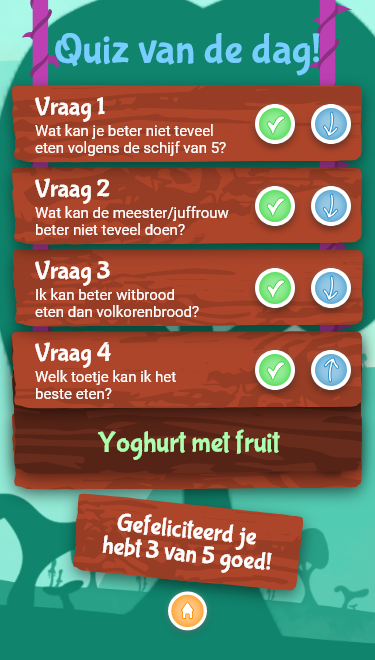 Quiz van de dag!
Vraag 1
Wat kan je beter niet teveel
eten volgens de schijf van 5?
Vraag 2
Wat kan de meester/juffrouw
beter niet teveel doen?
Vraag 3
Ik kan beter witbrood
eten dan volkorenbrood?
Vraag 4
Welk toetje kan ik het
beste eten?
Yoghurt met fruit
Gefeliciteerd je
hebt 3 van 5 goed!